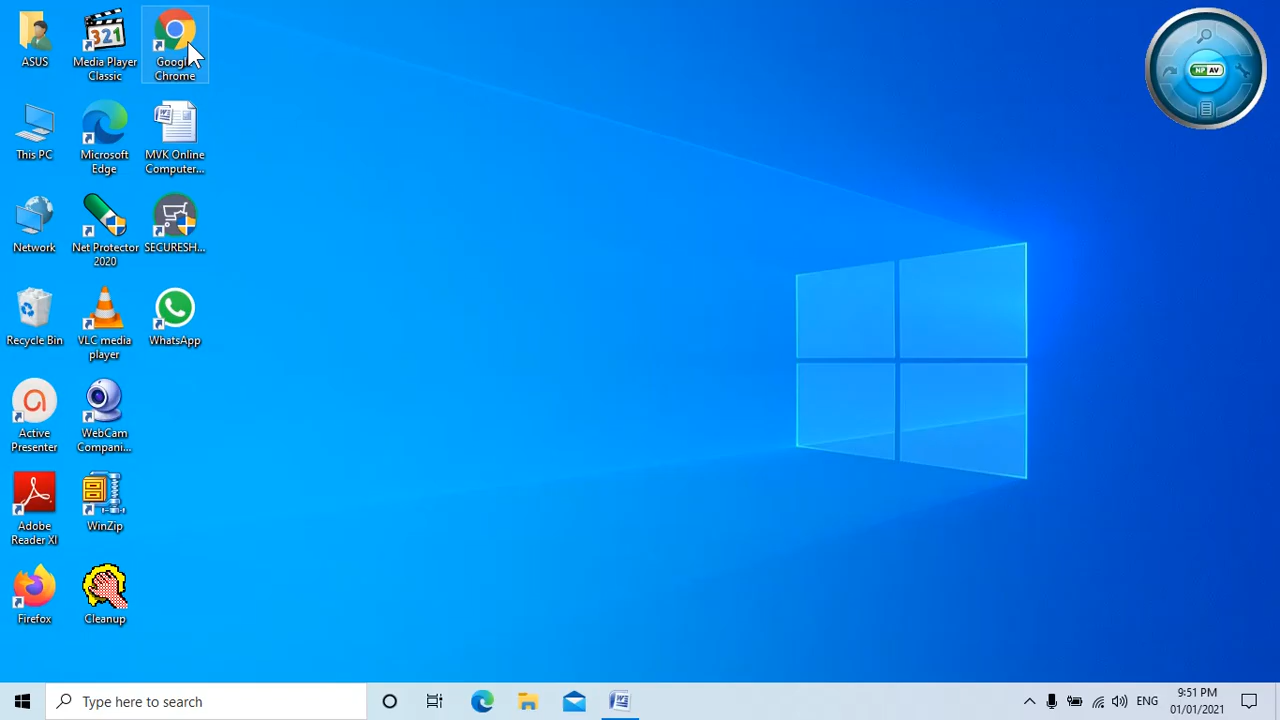 ASUS
Media Player
Classic
321
Google
Chrome
This PC
Microsoft
Edge
MVK Online
Computer...
Network
Net Protector
2020
SECURESH...
Recycle Bin
VLC media
player
WhatsApp
Active
Presenter
WebCam
Compani...
Adobe
Reader XI
WinZip
Firefox
Cleanup
NP AV
Type here to search
ENG
9:51 PM
01/01/2021